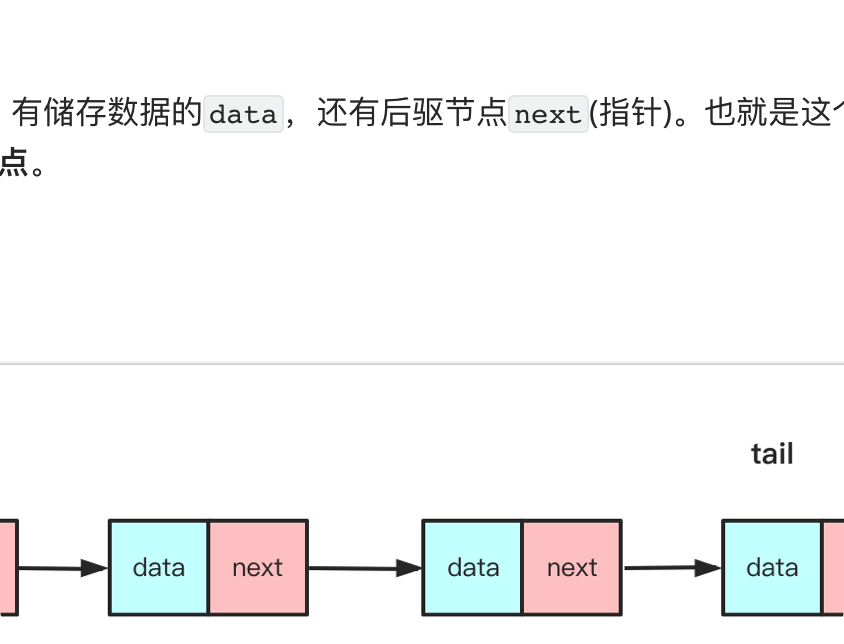 有储存数据的data，还有后驱节点next(指针)。也就是这
点。
tail
data next data next data